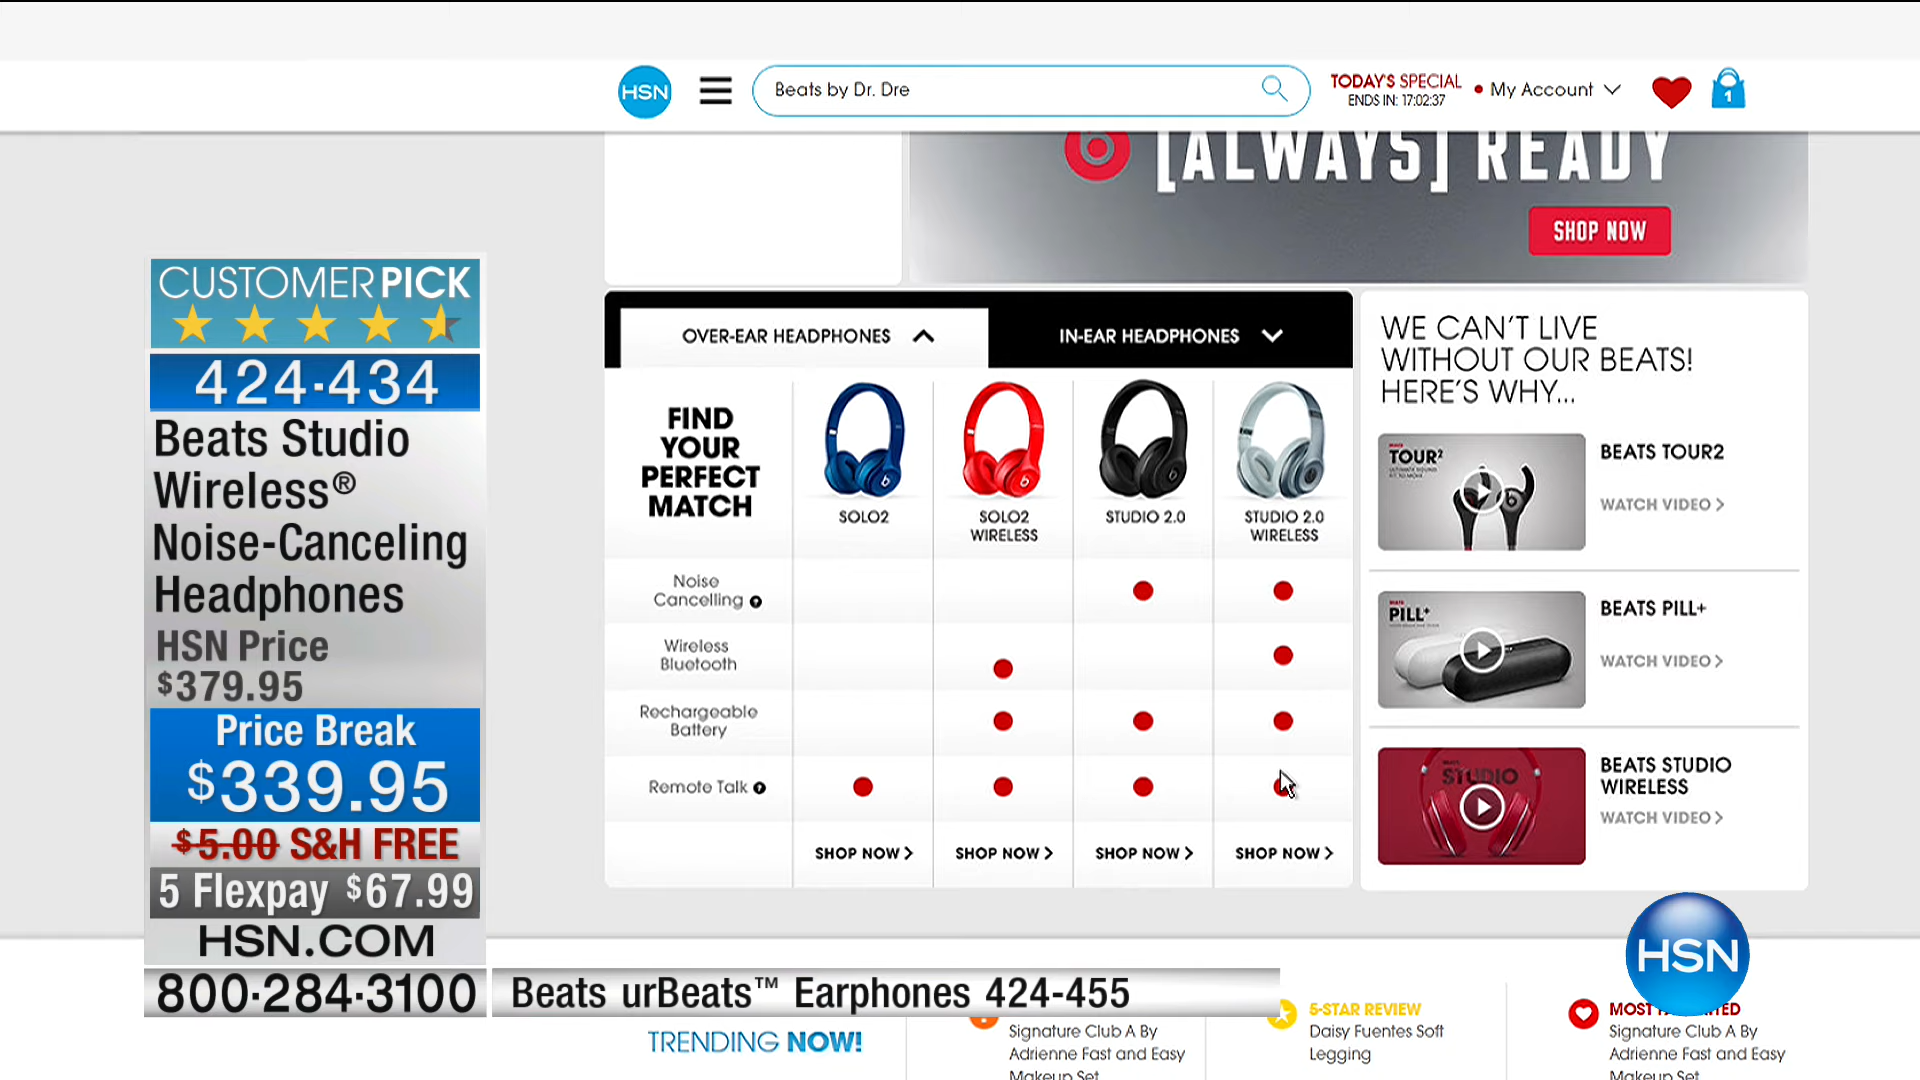 HSN
Beats by Dr. Dre
TODAY'S SPECIAL
ENDS IN: 17:02:37
My Account
1
[ALWAYS] READY
SHOP NOW
CUSTOMER PICK
424-434
Beats Studio
Wireless®
Noise-Canceling
Headphones
HSN Price
$379.95
Price Break
$339.95
$5.00 S&H FREE
5 Flexpay $67.99
HSN.COM
800·284·3100
OVER-EAR HEADPHONES
IN-EAR HEADPHONES
FIND
YOUR
PERFECT
MATCH
SOLO2
SOLO2
WIRELESS
STUDIO 2.0
STUDIO 2.0
WIRELESS
Noise
Cancelling
Wireless
Bluetooth
Rechargeable
Battery
Remote Talk
SHOP NOW >
SHOP NOW >
SHOP NOW >
SHOP NOW >
WE CAN'T LIVE
WITHOUT OUR BEATS!
HERE'S WHY...
TOUR2
BEATS TOUR2
WATCH VIDEO >
PILL+
BEATS PILL+
WATCH VIDEO >
STUDIO
BEATS STUDIO
WIRELESS
WATCH VIDEO >
HSN
Beats urBeats™ Earphones 424-455
TRENDING NOW!
Signature Club A By
Adrienne Fast and Easy
Makeup Set
5-STAR REVIEW
Daisy Fuentes Soft
Legging
MOST
Signature Club A By
Adrienne Fast and Easy
Makeup Set